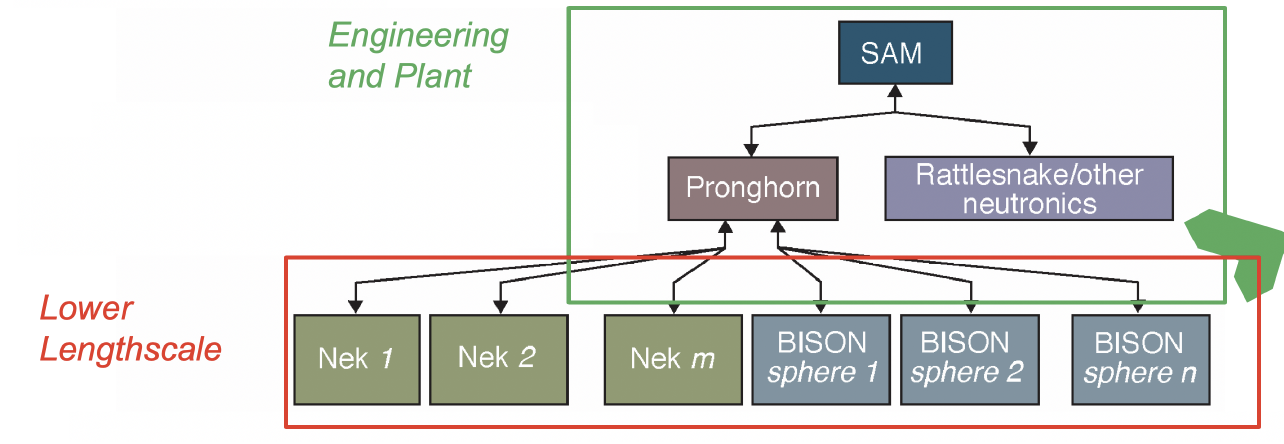 Engineering
and Plant
SAM
Pronghorn
Rattlesnake/other
neutronics
Lower
Lengthscale
Nek 1
Nek 2
Nek m
BISON
sphere 1
BISON
sphere 2
BISON
sphere n